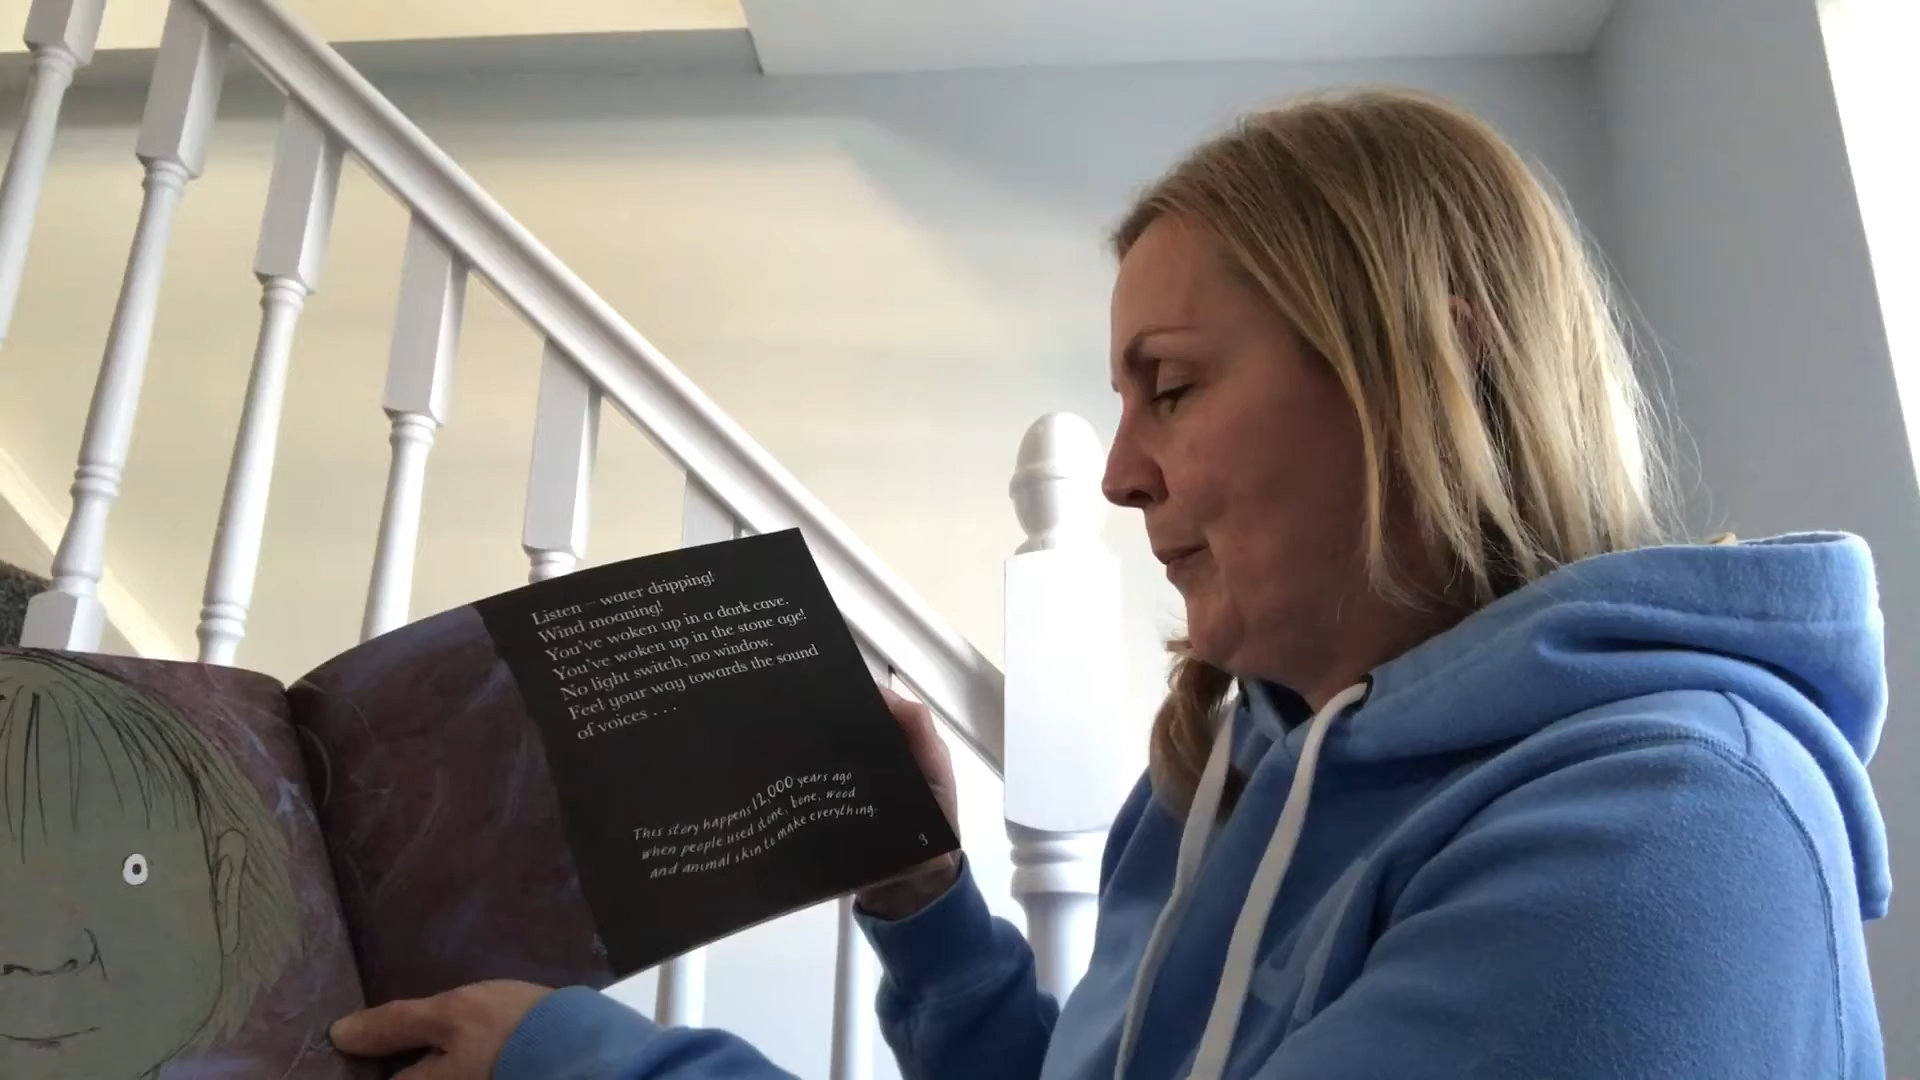 Listen – water dripping!
Wind moaning!
You've woken up in a dark cave.
You've woken up in the stone age!
No light switch, no window.
Feel your way towards the sound
of voices . . .
This story happens 12,000 years ago
when people used stone, bone, wood
and animal skin to make everything.
3